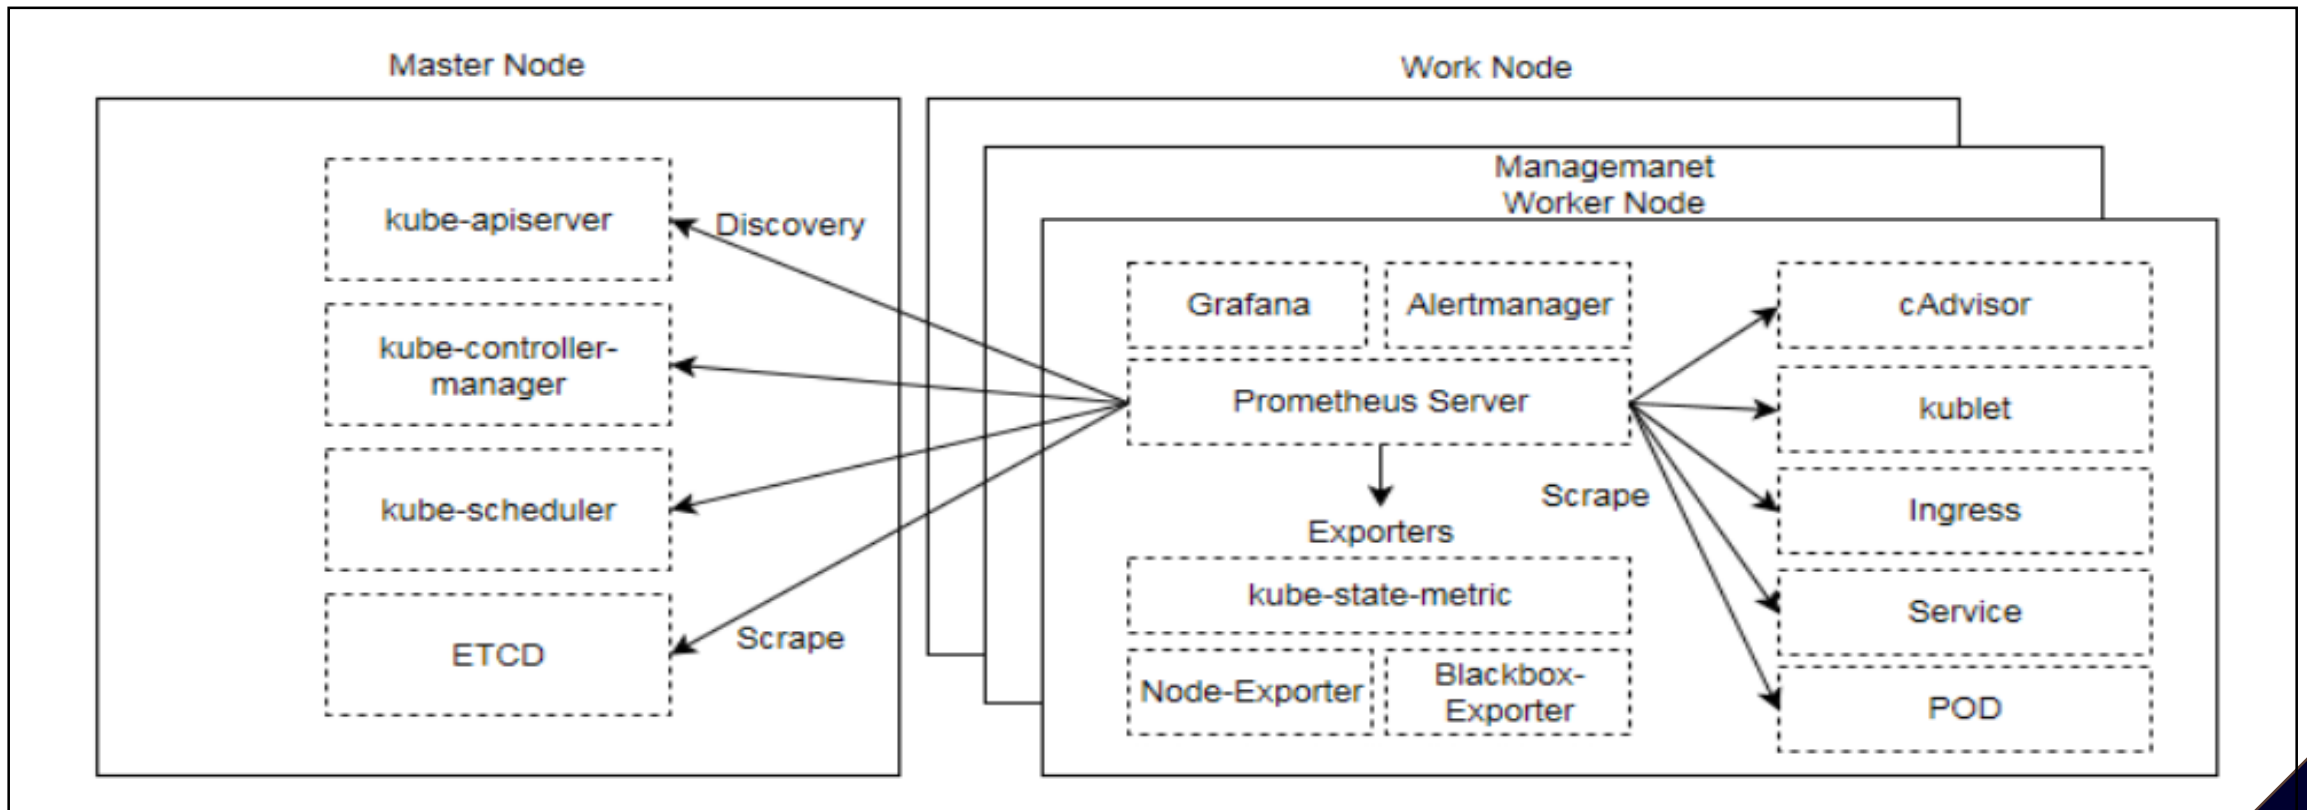 Master Node
Work Node
Managemanet
Worker Node
kube-apiserver
Discovery
kube-controller-
manager
kube-scheduler
ETCD
Scrape
Grafana
Alertmanager
Prometheus Server
Exporters
Scrape
kube-state-metric
Node-Exporter
Blackbox-
Exporter
cAdvisor
kublet
Ingress
Service
POD